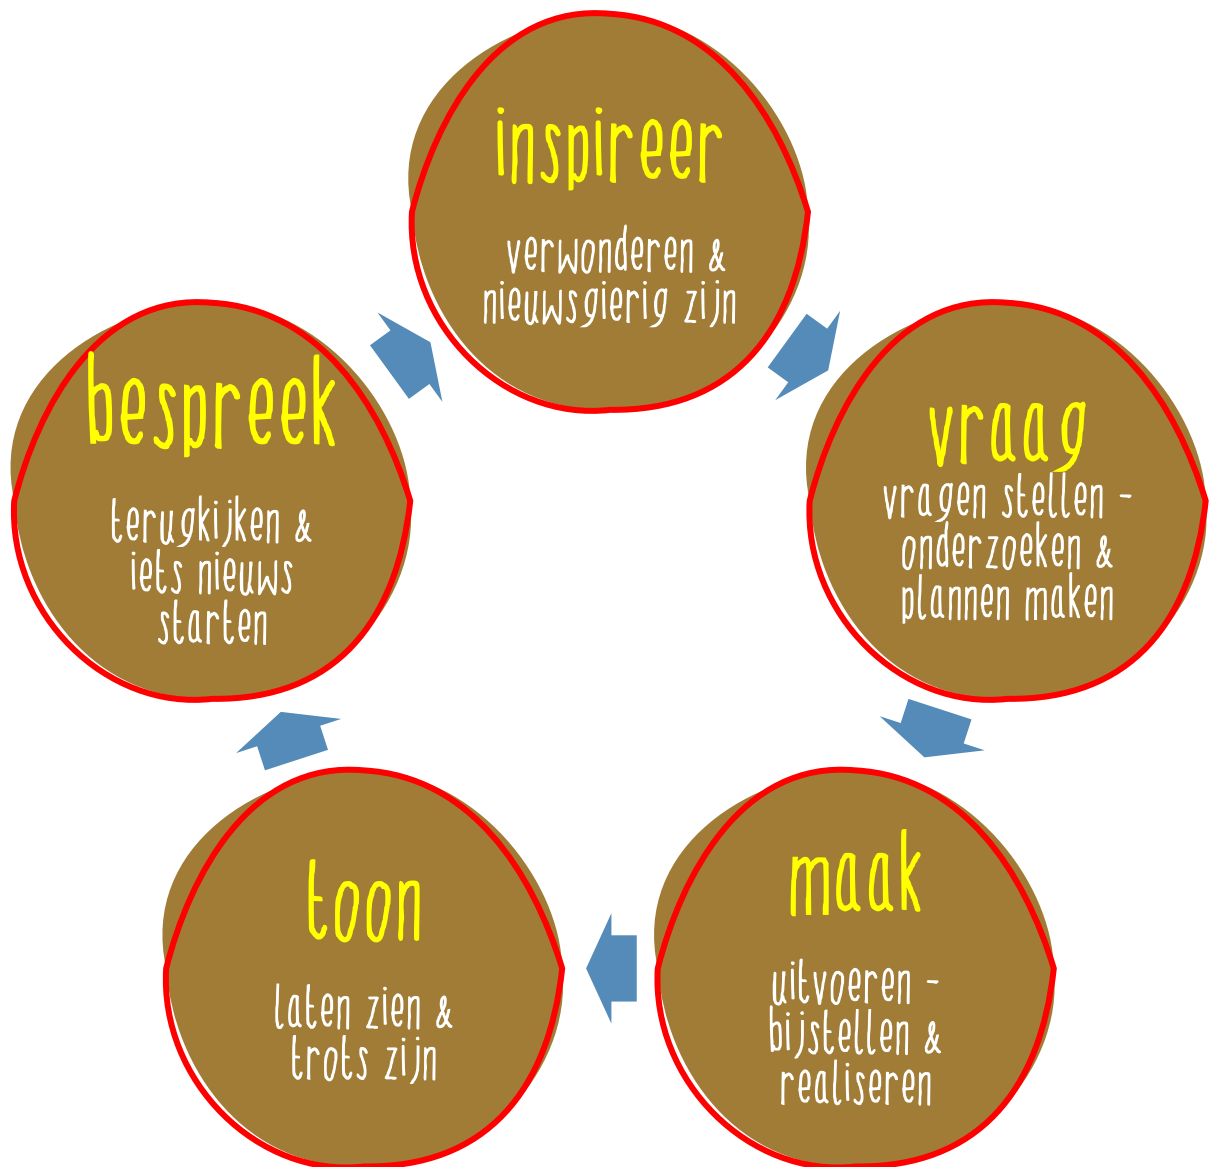 inspireer
verwonderen &
nieuwsgierig zijn
vraag
vragen stellen -
onderzoeken &
plannen maken
maak
uitvoeren -
bijstellen &
realiseren
toon
laten zien &
trots zijn
bespreek
terugkijken &
iets nieuws
starten